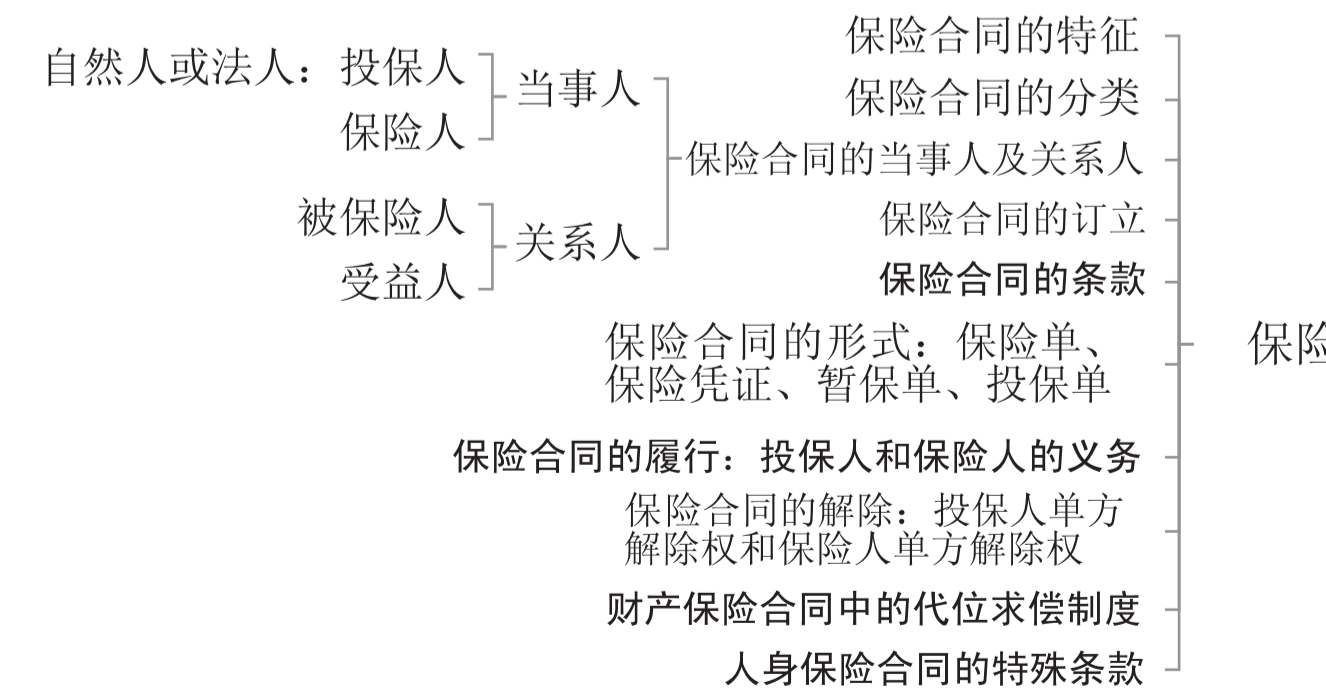 保险合同的特征
自然人或法人：投保人
当事人
保险合同的分类
保险人
保险合同的当事人及关系人
被保险人
保险合同的订立
关系人
受益人
保险合同的条款
保险合同的形式：保险单、
保险凭证、暂保单、投保单
保险
保险合同的履行：投保人和保险人的义务
保险合同的解除：投保人单方
解除权和保险人单方解除权
财产保险合同中的代位求偿制度
人身保险合同的特殊条款